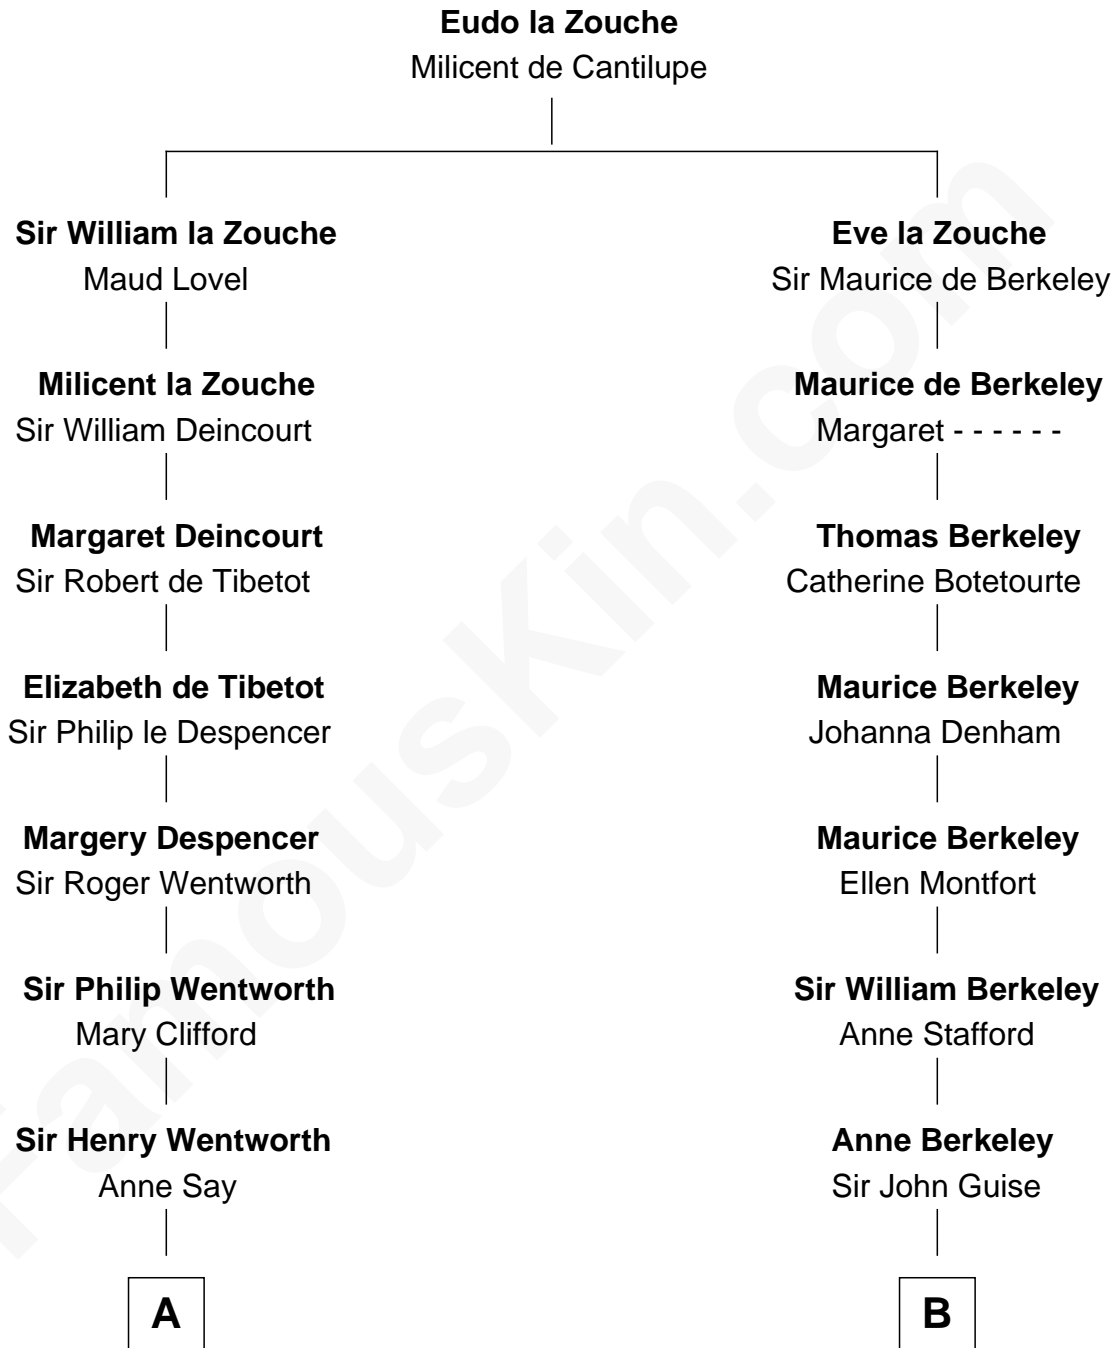 Eudo la Zouche
Milicent de Cantilupe
Sir William la Zouche
Maud Lovel
Eve la Zouche
Sir Maurice de Berkeley
Milicent la Zouche
Sir William Deincourt
Maurice de Berkeley
Margaret - - - - - -
Margaret Deincourt
Sir Robert de Tibetot
Thomas Berkeley
Catherine Botetourte
Elizabeth de Tibetot
Sir Philip le Despencer
Maurice Berkeley
Johanna Denham
Margery Despencer
Sir Roger Wentworth
Maurice Berkeley
Ellen Montfort
Sir Philip Wentworth
Mary Clifford
Sir William Berkeley
Anne Stafford
Sir Henry Wentworth
Anne Say
Anne Berkeley
Sir John Guise
A
B
FamousKin.com